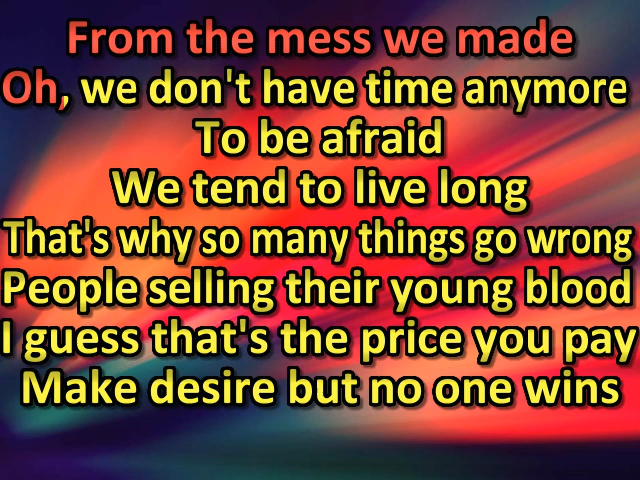 From the mess we made
Oh, we don't have time anymore
To be afraid
We tend to live long
That's why so many things go wrong
People selling their young blood
I guess that's the price you pay
Make desire but no one wins